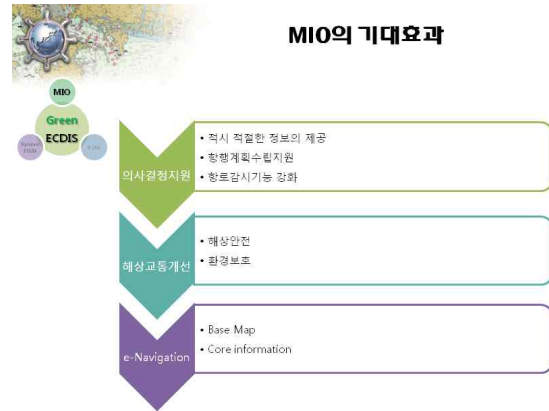 MIO의 기대효과
MIO
Green
ECDIS
의사결정지원
• 적시 적절한 정보의 제공
• 항행계획수립지원
• 항로감시기능 강화
해상교통개선
• 해상안전
• 환경보호
e-Navigation
• Base Map
• Core information